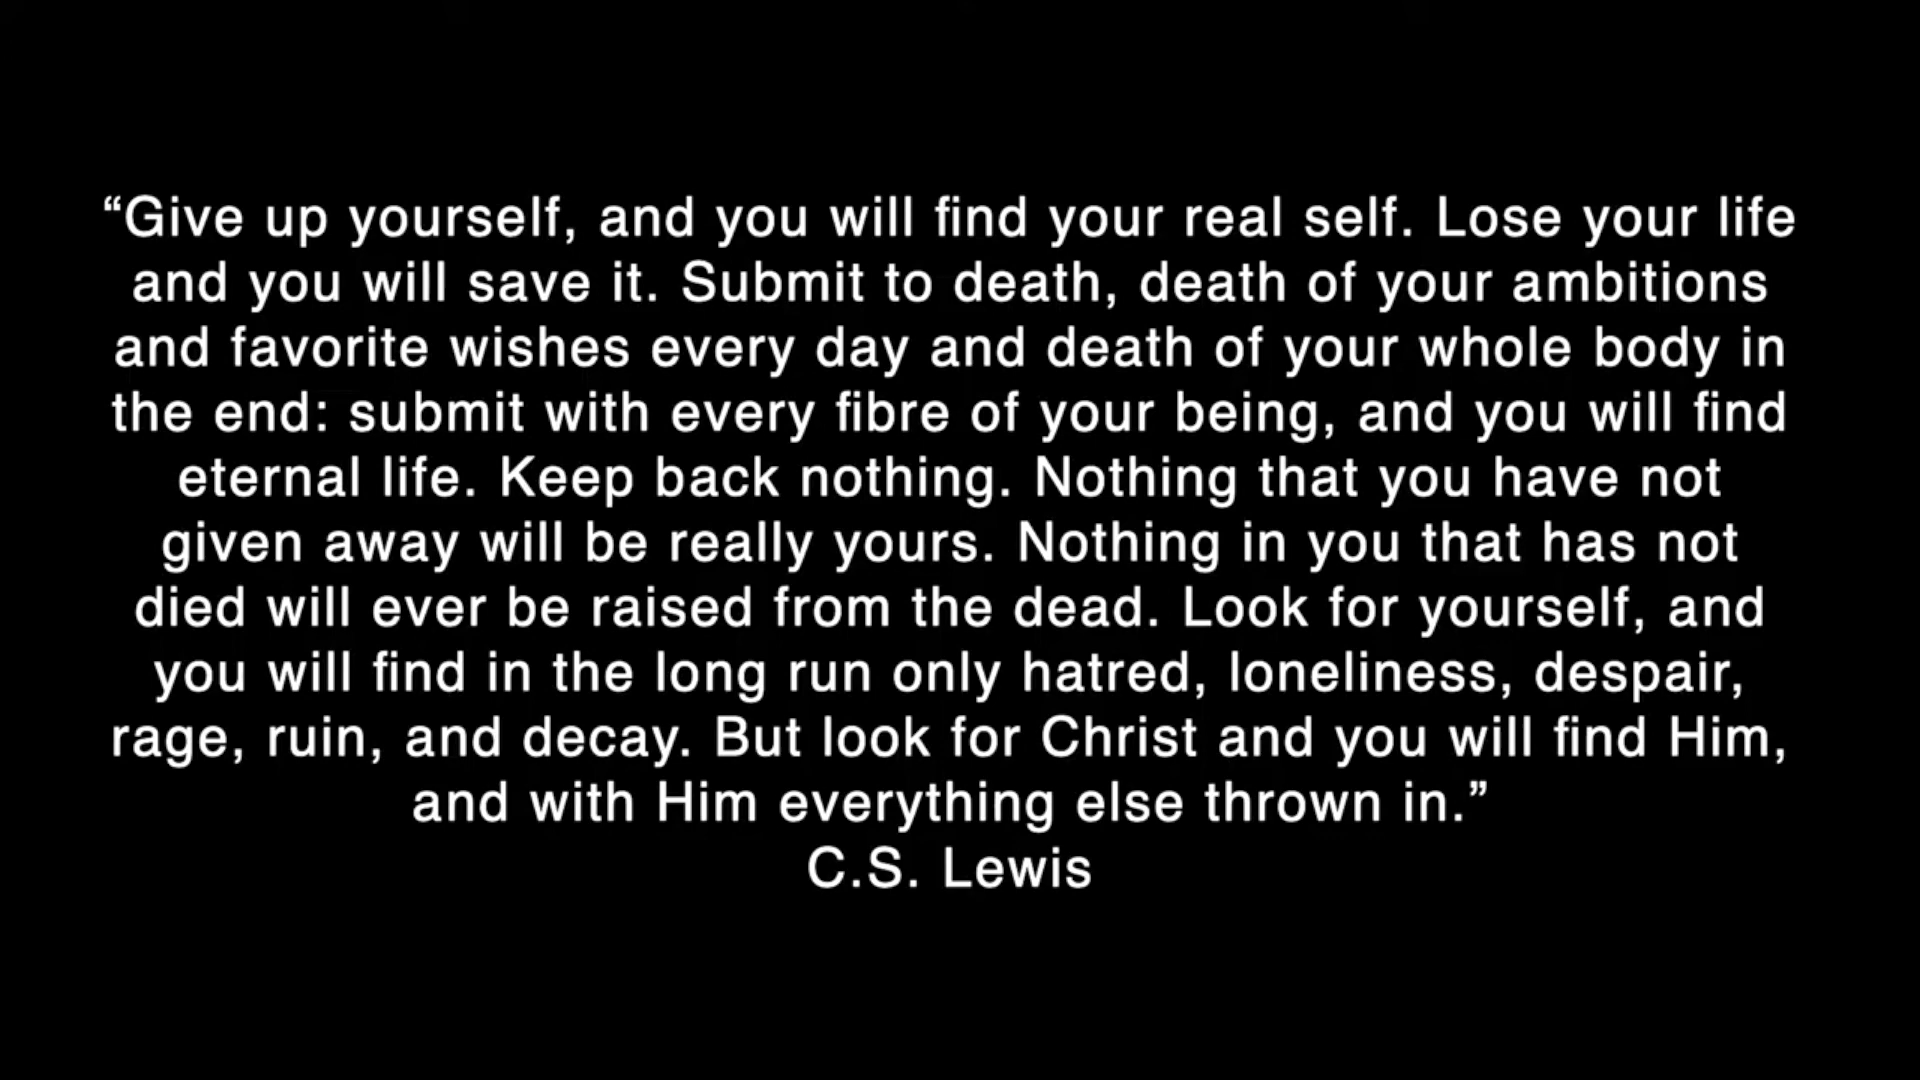 “Give up yourself, and you will find your real self. Lose your life
and you will save it. Submit to death, death of your ambitions
and favorite wishes every day and death of your whole body in
the end: submit with every fibre of your being, and you will find
eternal life. Keep back nothing. Nothing that you have not
given away will be really yours. Nothing in you that has not
died will ever be raised from the dead. Look for yourself, and
you will find in the long run only hatred, loneliness, despair,
rage, ruin, and decay. But look for Christ and you will find Him,
and with Him everything else thrown in.”
C.S. Lewis